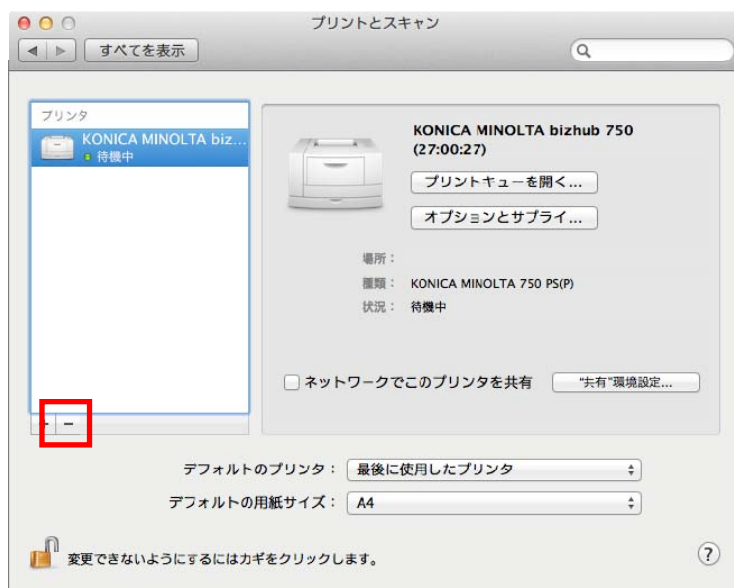 プリントとスキャン
すべてを表示
プリンタ
KONICA MINOLTA biz...
待機中
KONICA MINOLTA bizhub 750
(27:00:27)
プリントキューを開く...
オプションとサプライ...
場所：
種類： KONICA MINOLTA 750 PS(P)
状況： 待機中
ネットワークでこのプリンタを共有 "共有"環境設定...
+ −
デフォルトのプリンタ： 最後に使用したプリンタ
デフォルトの用紙サイズ： A4
変更できないようにするにはカギをクリックします。 ?